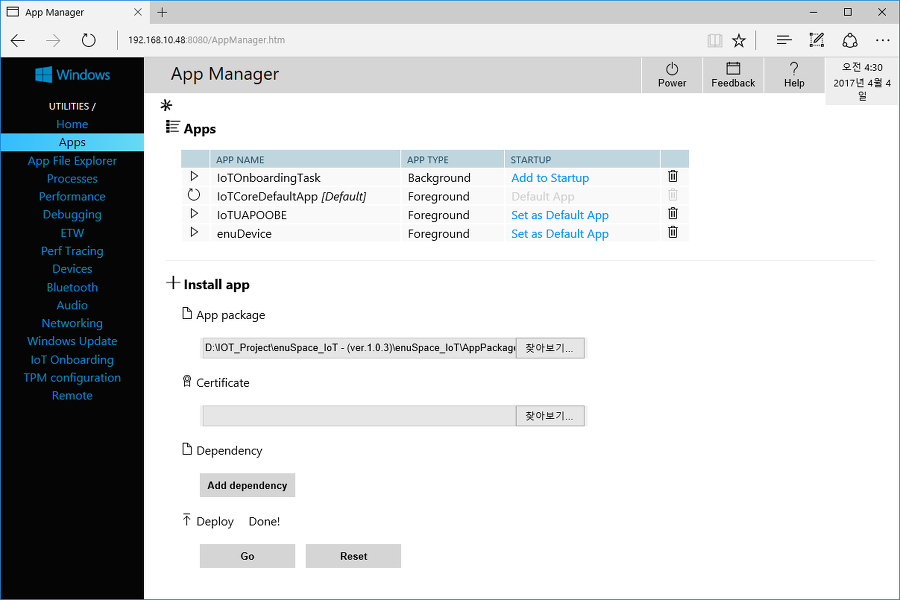 App Manager
192.168.10.48:8080/AppManager.htm
Windows
App Manager
Power
Feedback
Help
오전 4:30
2017년 4월 4
일
UTILITIES /
Home
Apps
App File Explorer
Processes
Performance
Debugging
ETW
Perf Tracing
Devices
Bluetooth
Audio
Networking
Windows Update
IoT Onboarding
TPM configuration
Remote
Apps
APP NAME APP TYPE STARTUP
IoTOnboardingTask Background Add to Startup
IoTCoreDefaultApp [Default] Foreground Default App
IoTUAPOOBE Foreground Set as Default App
enuDevice Foreground Set as Default App
Install app
App package
D:\IOT_Project\enuSpace_IoT - (ver.1.0.3)\enuSpace_IoT\AppPackag 찾아보기...
Certificate
찾아보기...
Dependency
Add dependency
Deploy Done!
Go Reset